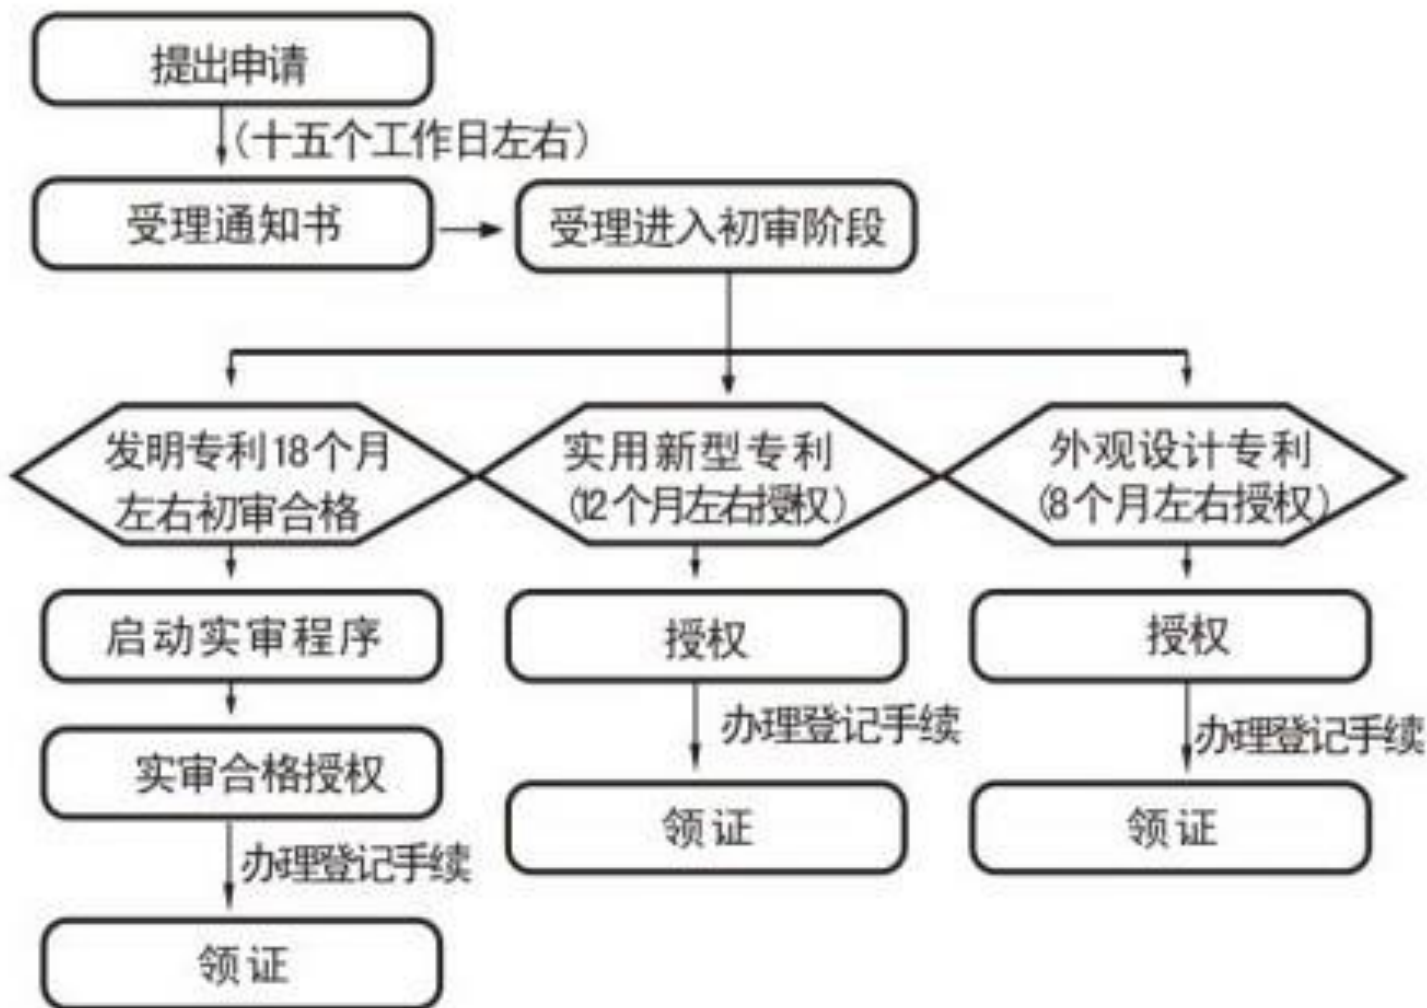 提出申请
(十五个工作日左右)
受理通知书
受理进入初审阶段
发明专利18个月
左右初审合格
实用新型专利
(12个月左右授权)
外观设计专利
(8个月左右授权)
启动实审程序
授权
授权
办理登记手续
办理登记手续
实审合格授权
领证
领证
办理登记手续
领证